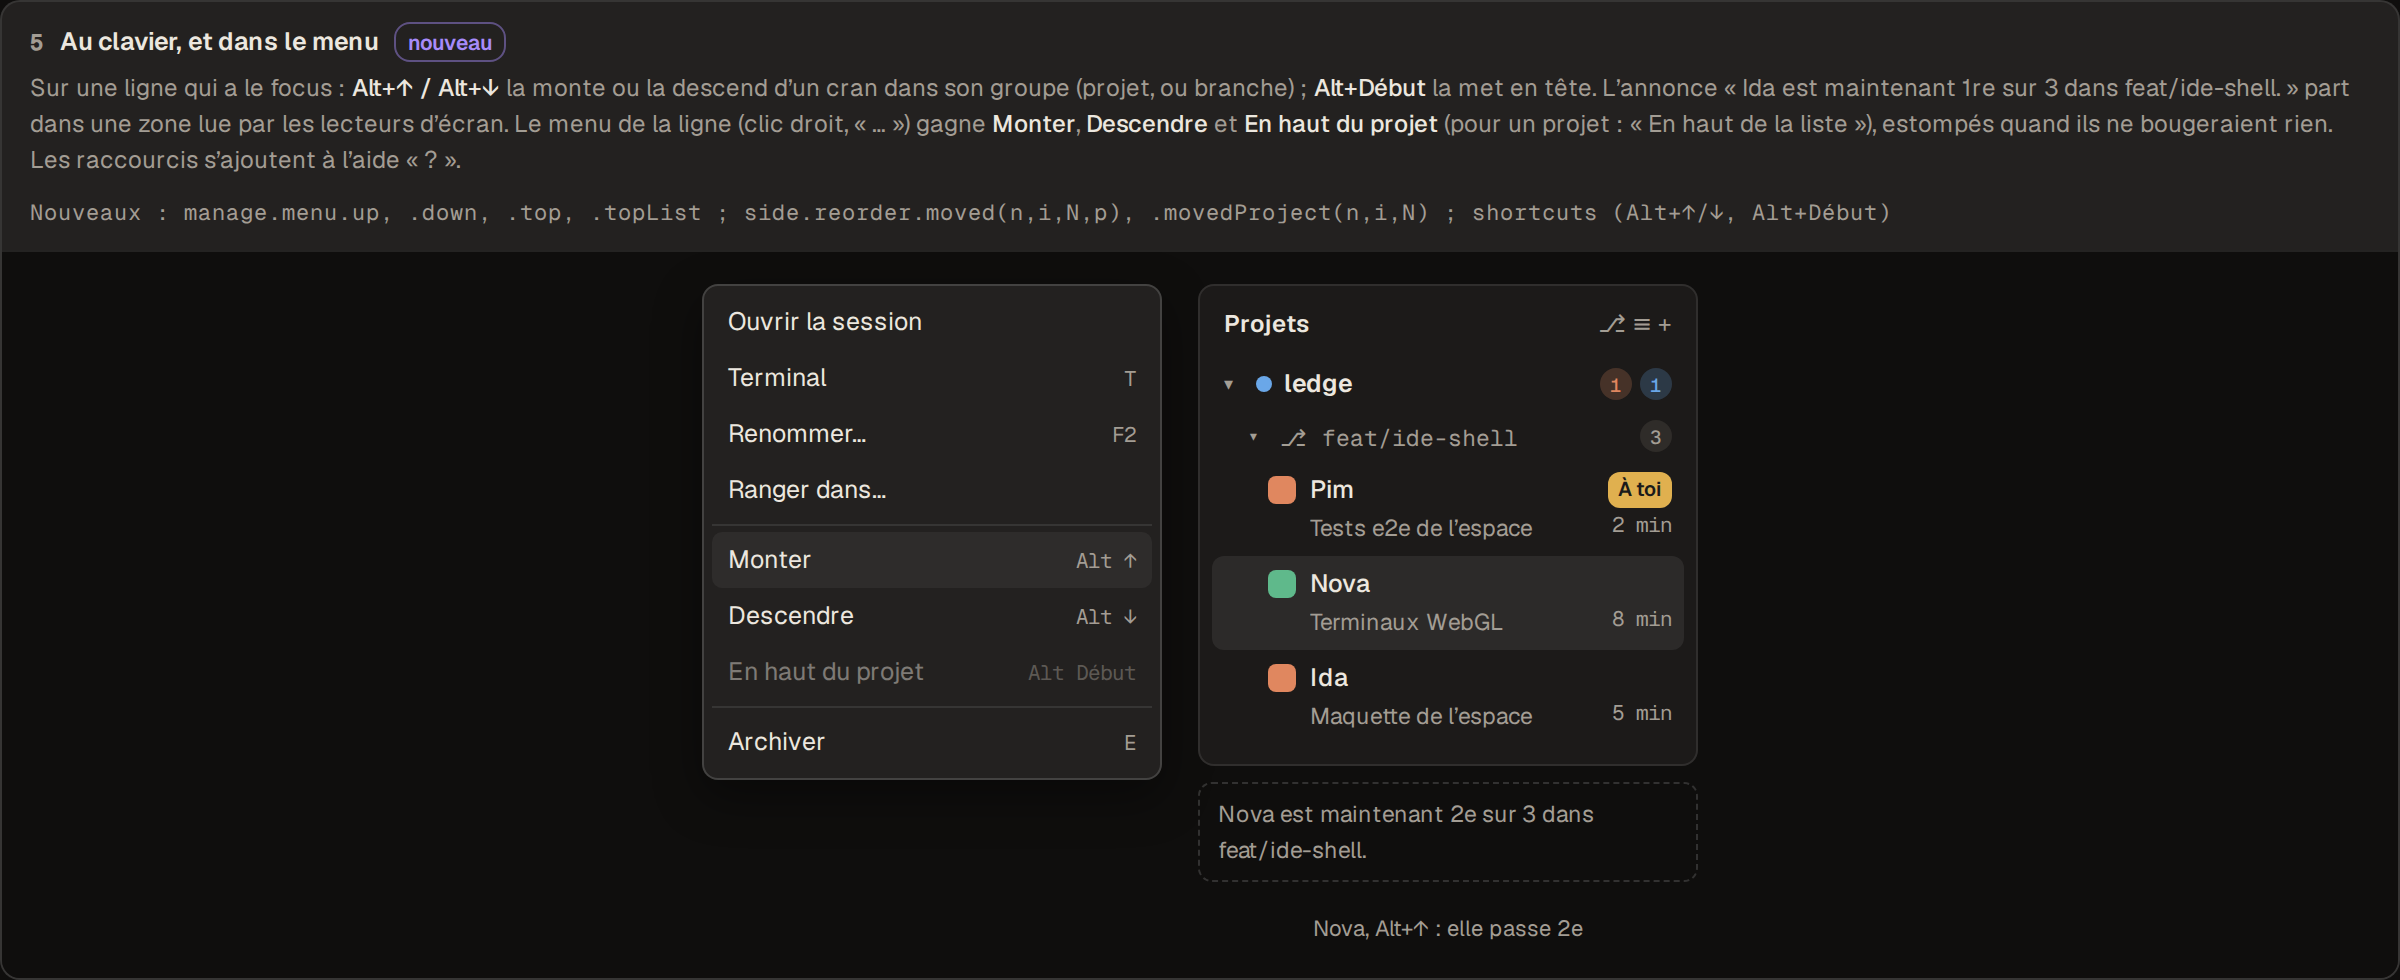 5 Au clavier, et dans le menu nouveau
Sur une ligne qui a le focus : Alt+↑ / Alt+↓ la monte ou la descend d’un cran dans son groupe (projet, ou branche) ; Alt+Début la met en tête. L’annonce « Ida est maintenant 1re sur 3 dans feat/ide-shell. » part
dans une zone lue par les lecteurs d’écran. Le menu de la ligne (clic droit, « … ») gagne Monter, Descendre et En haut du projet (pour un projet : « En haut de la liste »), estompés quand ils ne bougeraient rien.
Les raccourcis s’ajoutent à l’aide « ? ».
Nouveaux : manage.menu.up, .down, .top, .topList ; side.reorder.moved(n,i,N,p), .movedProject(n,i,N) ; shortcuts (Alt+↑/↓, Alt+Début)
Ouvrir la session
Terminal T
Renommer… F2
Ranger dans…
Monter Alt ↑
Descendre Alt ↓
En haut du projet Alt Début
Archiver E
Projets ⎇ ≡ +
▾ ledge 1 1
▾ ⎇ feat/ide-shell 3
Pim À toi
Tests e2e de l’espace 2 min
Nova
Terminaux WebGL 8 min
Ida
Maquette de l’espace 5 min
Nova est maintenant 2e sur 3 dans
feat/ide-shell.
Nova, Alt+↑ : elle passe 2e